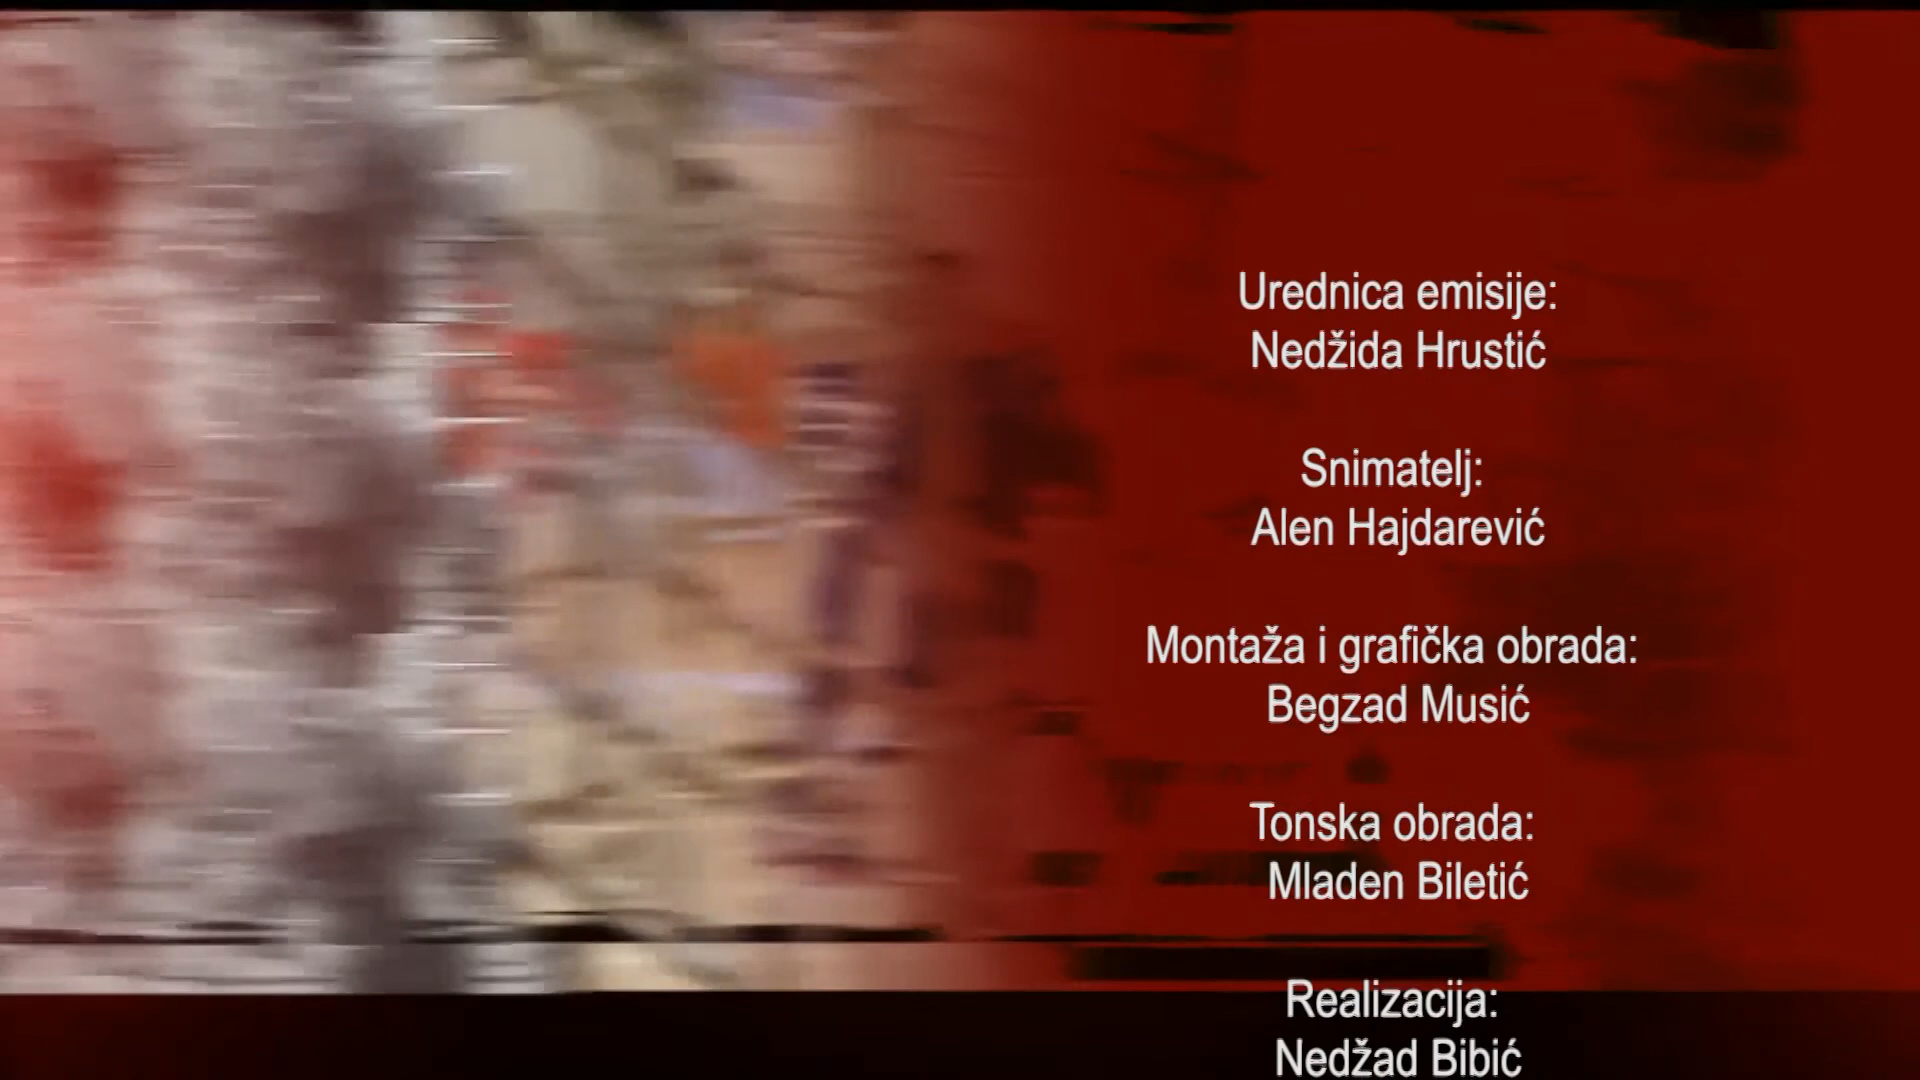 Urednica emisije:
Nedžida Hrustić
Snimatelj:
Alen Hajdarević
Montaža i grafička obrada:
Begzad Musić
Tonska obrada:
Mladen Biletić
Realizacija:
Nedžad Bibić